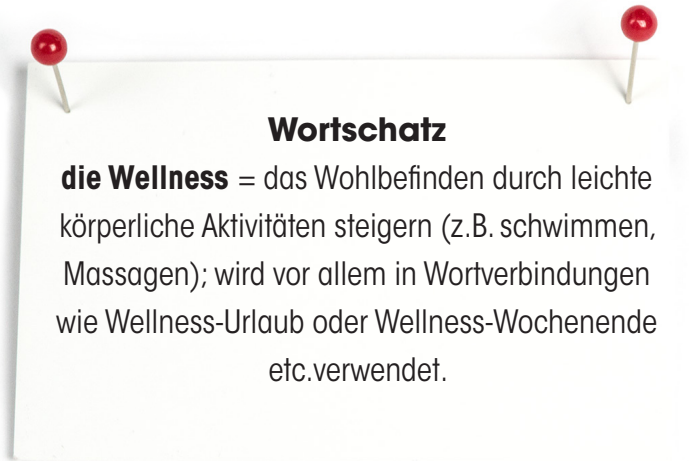 Wortschatz
die Wellness = das Wohlbefinden durch leichte
körperliche Aktivitäten steigern (z.B. schwimmen,
Massagen); wird vor allem in Wortverbindungen
wie Wellness-Urlaub oder Wellness-Wochenende
etc.verwendet.